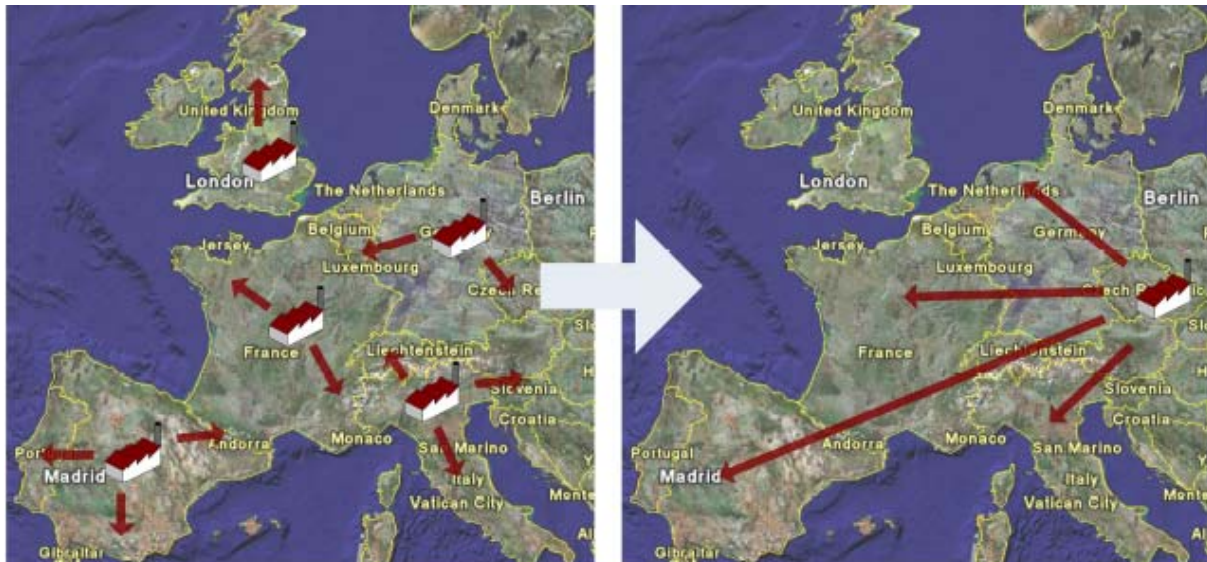 United Kingdom
Denmark
London
The Netherlands
Berlin
Belgium
Jersey
Luxembourg
France
Liechtenstein
Slovenia
Croatia
Monaco
San Marino
Andorra
Madrid
Italy
Vatican City
Gibraltar
United Kingdom
Denmark
London
The Netherlands
Berlin
Belgium
Germany
Jersey
Luxembourg
France
Liechtenstein
Slovenia
Croatia
Monaco
San Marino
Andorra
Portugal
Madrid
Italy
Vatican City
Gibraltar